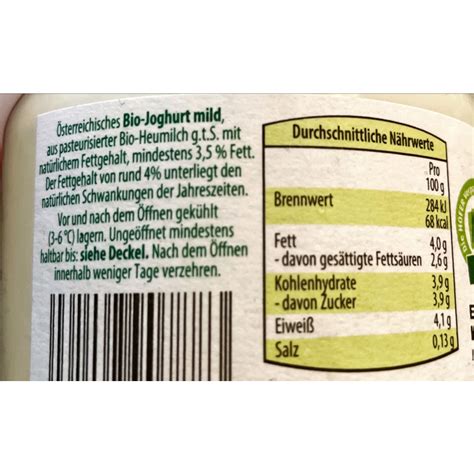 Österreichisches Bio-Joghurt mild,
aus pasteurisierter Bio-Heumilch g.t.S. mit
natürlichem Fettgehalt, mindestens 3,5 % Fett.
Der Fettgehalt von rund 4% unterliegt den
natürlichen Schwankungen der Jahreszeiten.
Vor und nach dem Öffnen gekühlt
(3-6 °C) lagern. Ungeöffnet mindestens
haltbar bis: siehe Deckel. Nach dem Öffnen
innerhalb weniger Tage verzehren.
Durchschnittliche Nährwerte
Pro
100 g
Brennwert 284 kJ
68 kcal
Fett 4,0 g
- davon gesättigte Fettsäuren 2,6 g
Kohlenhydrate 3,9 g
- davon Zucker 3,9 g
Eiweiß 4,1 g
Salz 0,13 g